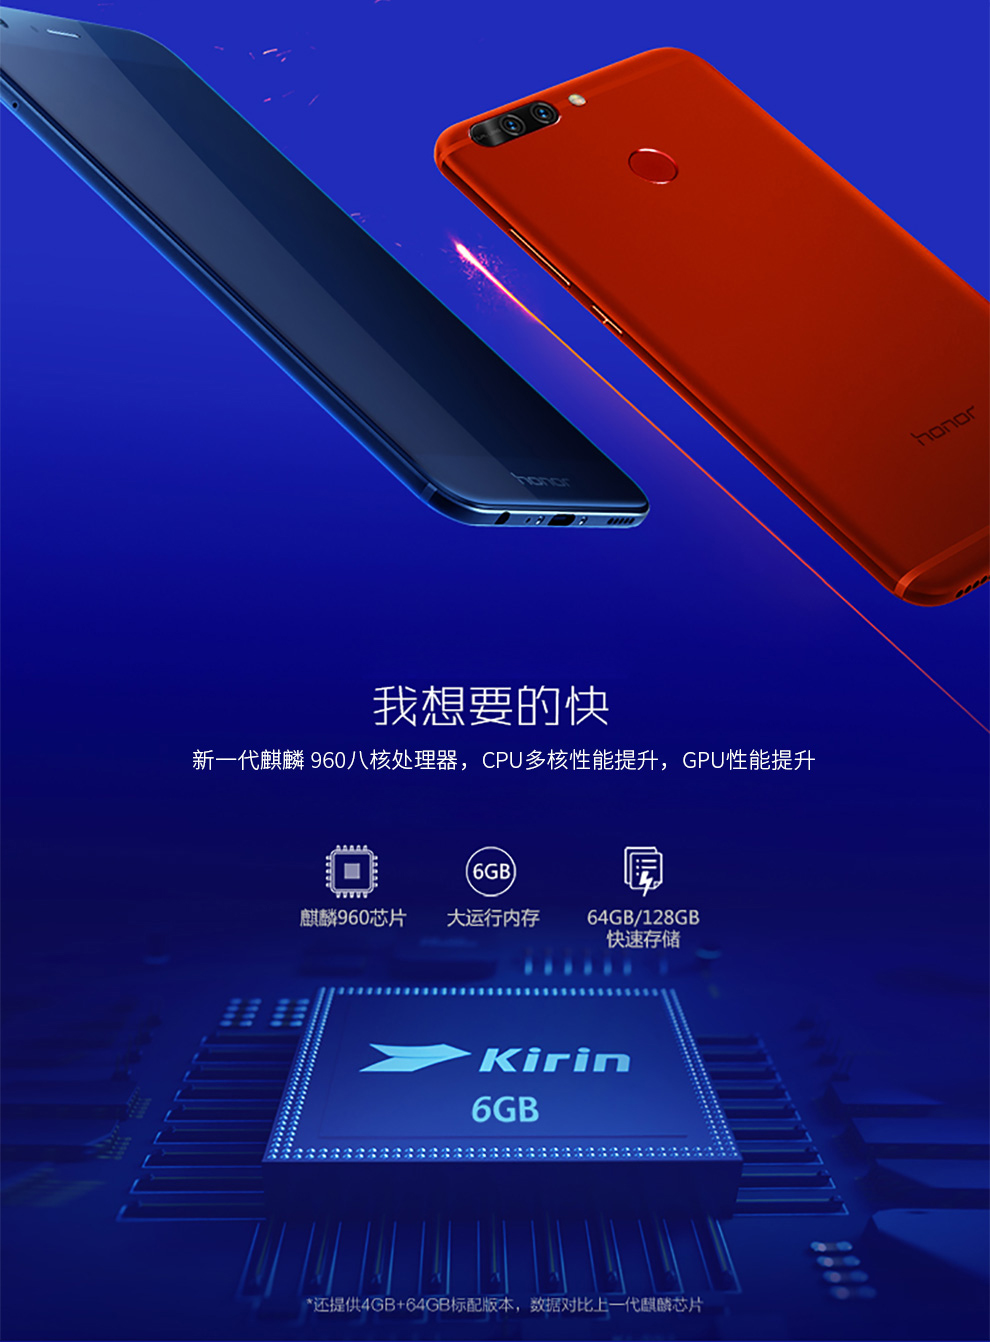 honor
honor
我想要的快
新一代麒麟 960八核处理器，CPU多核性能提升，GPU性能提升
6GB
麒麟960芯片
大运行内存
64GB/128GB
快速存储
Kirin
6GB
*还提供4GB+64GB标配版本，数据对比上一代麒麟芯片